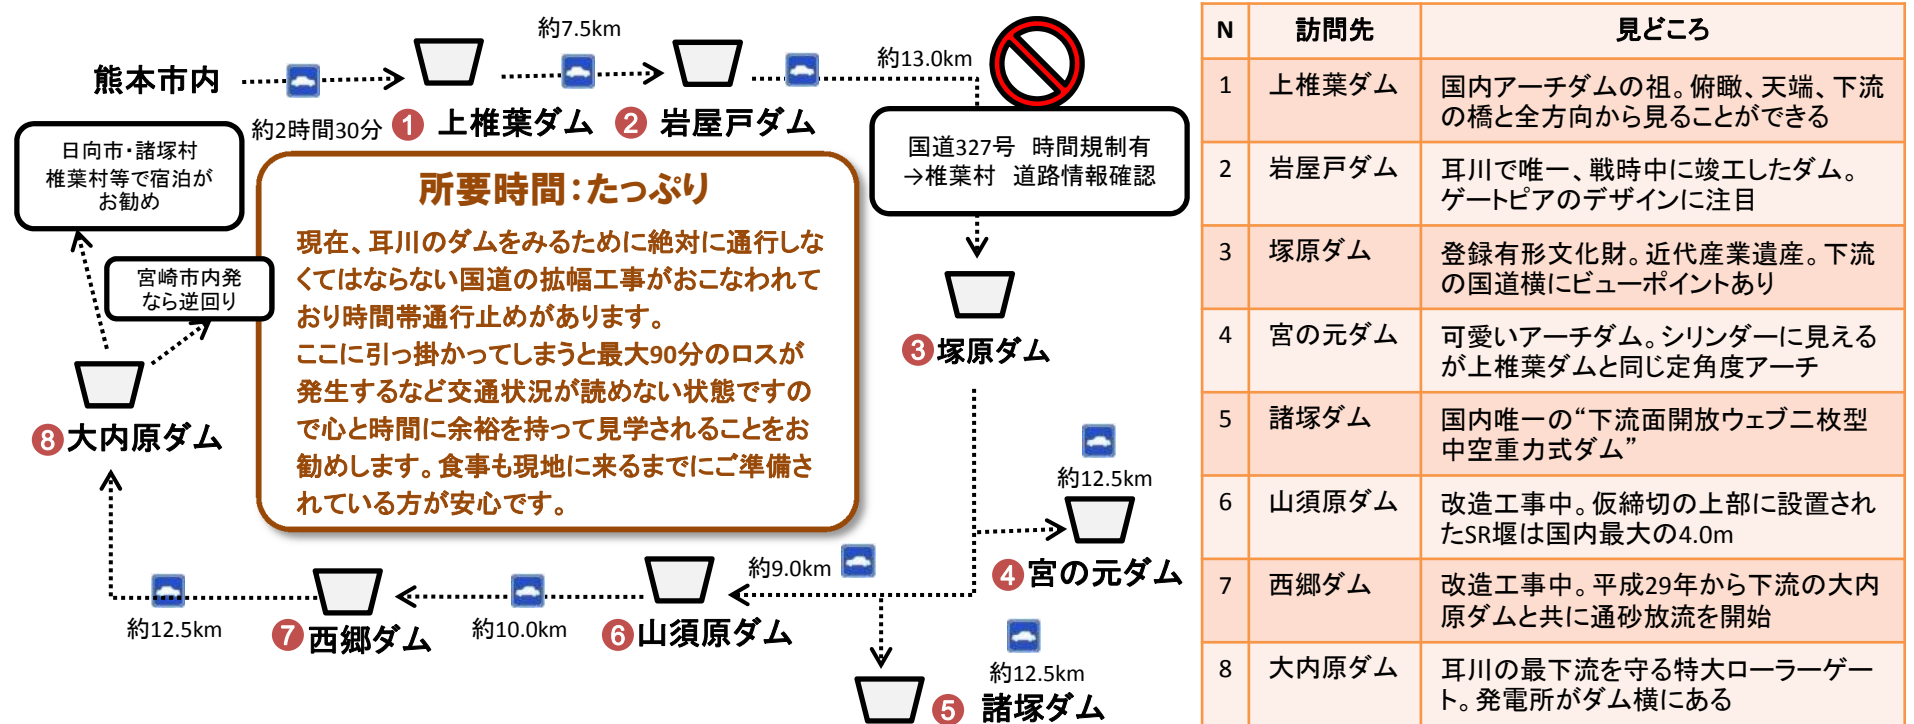 熊本市内
約2時間30分
❶ 上椎葉ダム
約7.5km
❷ 岩屋戸ダム
約13.0km
国道327号 時間規制有
→椎葉村 道路情報確認
❸塚原ダム
約12.5km
❹宮の元ダム
約12.5km
❺ 諸塚ダム
約9.0km
❻山須原ダム
約10.0km
❼西郷ダム
約12.5km
❽大内原ダム
宮崎市内発
なら逆回り
日向市・諸塚村
椎葉村等で宿泊が
お勧め
所要時間：たっぷり
現在、耳川のダムをみるために絶対に通行しな
くてはならない国道の拡幅工事がおこなわれて
おり時間帯通行止めがあります。
ここに引っ掛かってしまうと最大90分のロスが
発生するなど交通状況が読めない状態ですの
で心と時間に余裕を持って見学されることをお
勧めします。食事も現地に来るまでにご準備さ
れている方が安心です。
N 訪問先 見どころ
1 上椎葉ダム 国内アーチダムの祖。俯瞰、天端、下流
の橋と全方向から見ることができる
2 岩屋戸ダム 耳川で唯一、戦時中に竣工したダム。
ゲートピアのデザインに注目
3 塚原ダム 登録有形文化財。近代産業遺産。下流
の国道横にビューポイントあり
4 宮の元ダム 可愛いアーチダム。シリンダーに見える
が上椎葉ダムと同じ定角度アーチ
5 諸塚ダム 国内唯一の“下流面開放ウェブ二枚型
中空重力式ダム”
6 山須原ダム 改造工事中。仮締切の上部に設置され
たSR堰は国内最大の4.0m
7 西郷ダム 改造工事中。平成29年から下流の大内
原ダムと共に通砂放流を開始
8 大内原ダム 耳川の最下流を守る特大ローラーゲー
ト。発電所がダム横にある